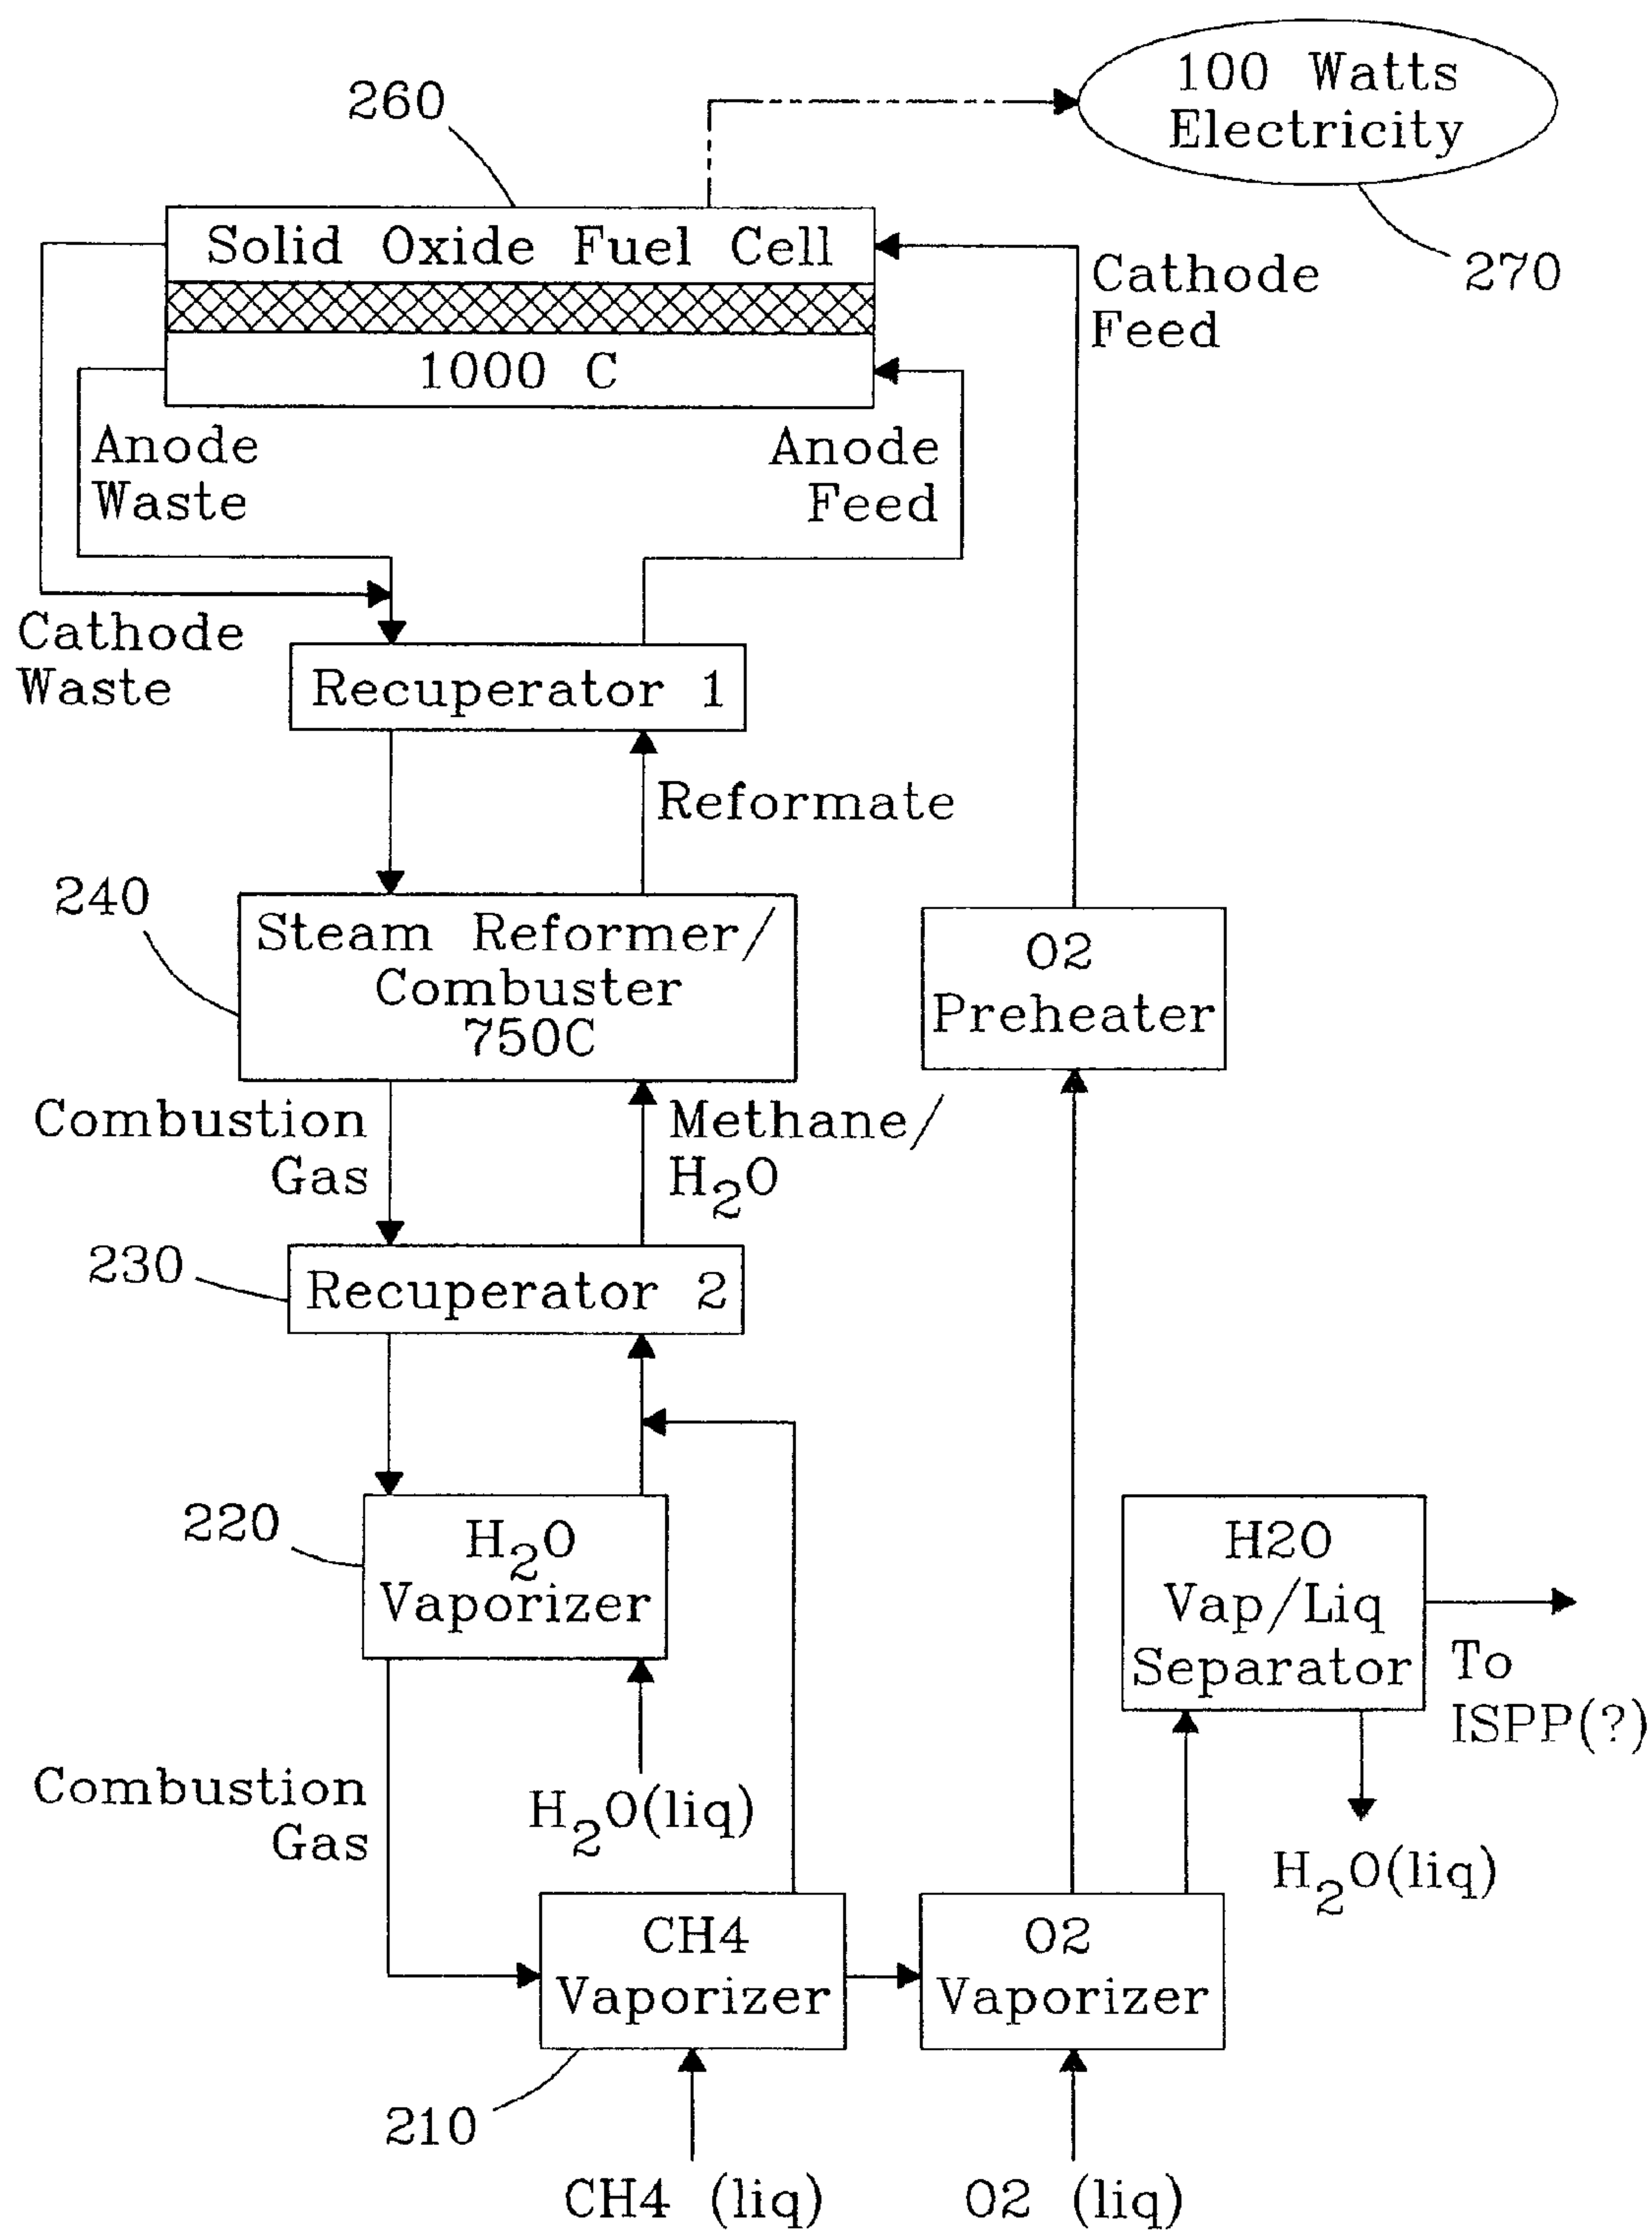 100 Watts
Electricity
260
270
Solid Oxide Fuel Cell
1000 C
Cathode
Feed
Anode
Waste
Anode
Feed
Cathode
Waste
Recuperator 1
Reformate
240
Steam Reformer/
Combuster
750C
O2
Preheater
Combustion
Gas
Methane/
H2O
230
Recuperator 2
220
H2O
Vaporizer
H2O
Vap/Liq
Separator
To
ISPP(?)
H2O(liq)
Combustion
Gas
H2O(liq)
CH4
Vaporizer
O2
Vaporizer
210
CH4 (liq)
O2 (liq)